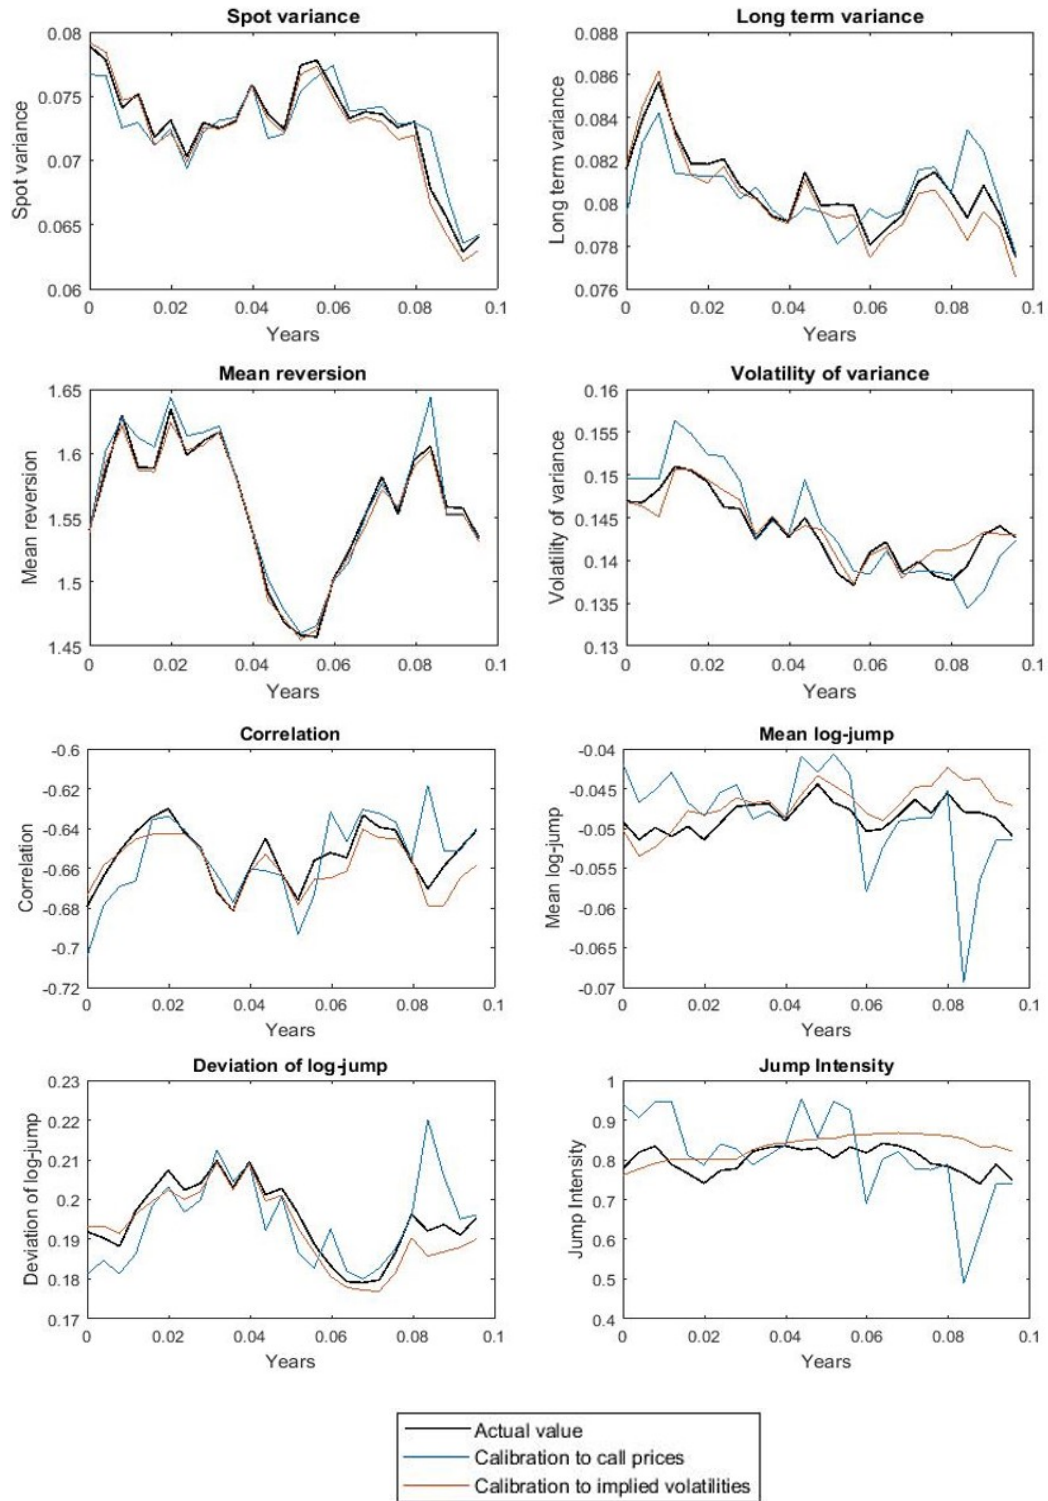 Spot variance
Spot variance
0.08
0.075
0.07
0.065
0.06
0 0.02 0.04 0.06 0.08 0.1
Years
Long term variance
Long term variance
0.088
0.086
0.084
0.082
0.08
0.078
0.076
0 0.02 0.04 0.06 0.08 0.1
Years
Mean reversion
Mean reversion
1.65
1.6
1.55
1.5
1.45
0 0.02 0.04 0.06 0.08 0.1
Years
Volatility of variance
Volatility of variance
0.16
0.155
0.15
0.145
0.14
0.135
0.13
0 0.02 0.04 0.06 0.08 0.1
Years
Correlation
Correlation
-0.6
-0.62
-0.64
-0.66
-0.68
-0.7
-0.72
0 0.02 0.04 0.06 0.08 0.1
Years
Mean log-jump
Mean log-jump
-0.04
-0.045
-0.05
-0.055
-0.06
-0.065
-0.07
0 0.02 0.04 0.06 0.08 0.1
Years
Deviation of log-jump
Deviation of log-jump
0.23
0.22
0.21
0.2
0.19
0.18
0.17
0 0.02 0.04 0.06 0.08 0.1
Years
Jump Intensity
Jump Intensity
1
0.9
0.8
0.7
0.6
0.5
0.4
0 0.02 0.04 0.06 0.08 0.1
Years
Actual value
Calibration to call prices
Calibration to implied volatilities